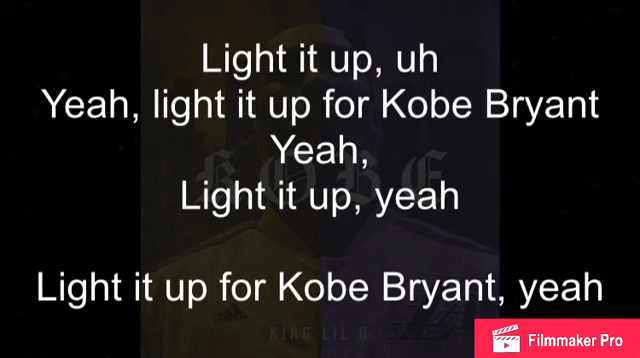 Light it up, uh
Yeah, light it up for Kobe Bryant
Yeah,
KOBE
Light it up, yeah
Light it up for Kobe Bryant, yeah
KING LIL G
Filmmaker Pro